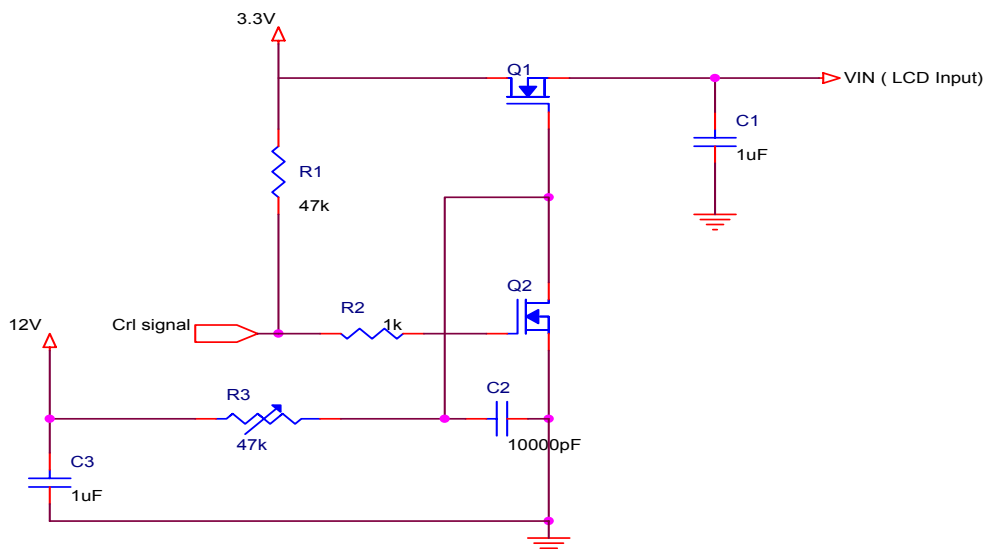 3.3V
Q1
VIN ( LCD Input)
C1
1uF
R1
47k
Q2
R2
1k
12V
Crl signal
R3
47k
C2
10000pF
C3
1uF